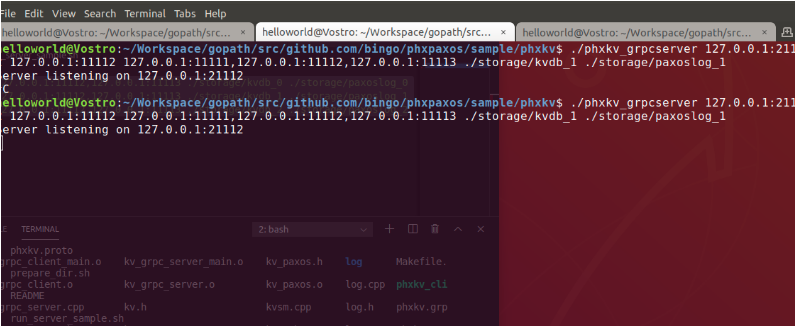 File Edit View Search Terminal Tabs Help
helloworld@Vostro: ~/Workspace/gopath/src... × helloworld@Vostro: ~/Workspace/gopath/src... × helloworld@Vostro: ~/Workspace/gopath/src... ×
elloworld@Vostro:~/Workspace/gopath/src/github.com/bingo/phxpaxos/sample/phxkv$ ./phxkv_grpcserver 127.0.0.1:211
127.0.0.1:11112 127.0.0.1:11111,127.0.0.1:11112,127.0.0.1:11113 ./storage/kvdb_1 ./storage/paxoslog_1
erver listening on 127.0.0.1:21112
C
elloworld@Vostro:~/Workspace/gopath/src/github.com/bingo/phxpaxos/sample/phxkv$ ./phxkv_grpcserver 127.0.0.1:211
127.0.0.1:11112 127.0.0.1:11111,127.0.0.1:11112,127.0.0.1:11113 ./storage/kvdb_1 ./storage/paxoslog_1
erver listening on 127.0.0.1:21112
TERMINAL 2: bash
phxkv.proto
grpc_client_main.o kv_grpc_server_main.o kv_paxos.h log Makefile.
prepare_dir.sh
grpc_client.o kv_grpc_server.o kv_paxos.o log.cpp phxkv_cli
README
grpc_server.cpp kv.h kvsm.cpp log.h phxkv.grp
run_server_sample.sh